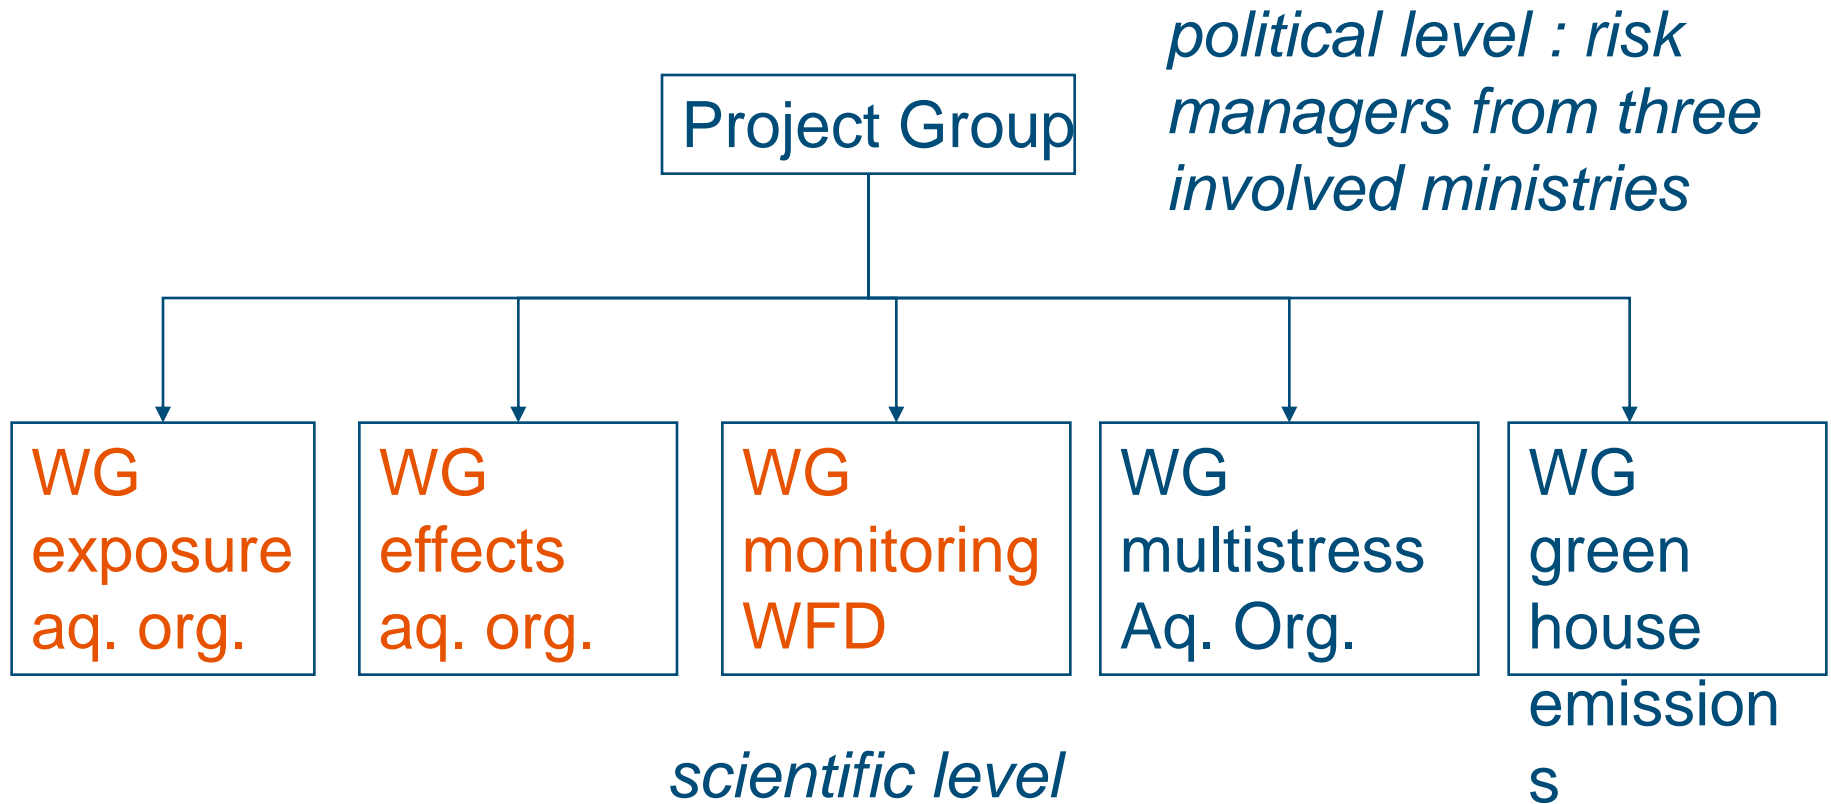 political level : risk
managers from three
involved ministries
Project Group
WG
exposure
aq. org.
WG
effects
aq. org.
WG
monitoring
WFD
WG
multistress
Aq. Org.
WG
green
house
emission
s
scientific level